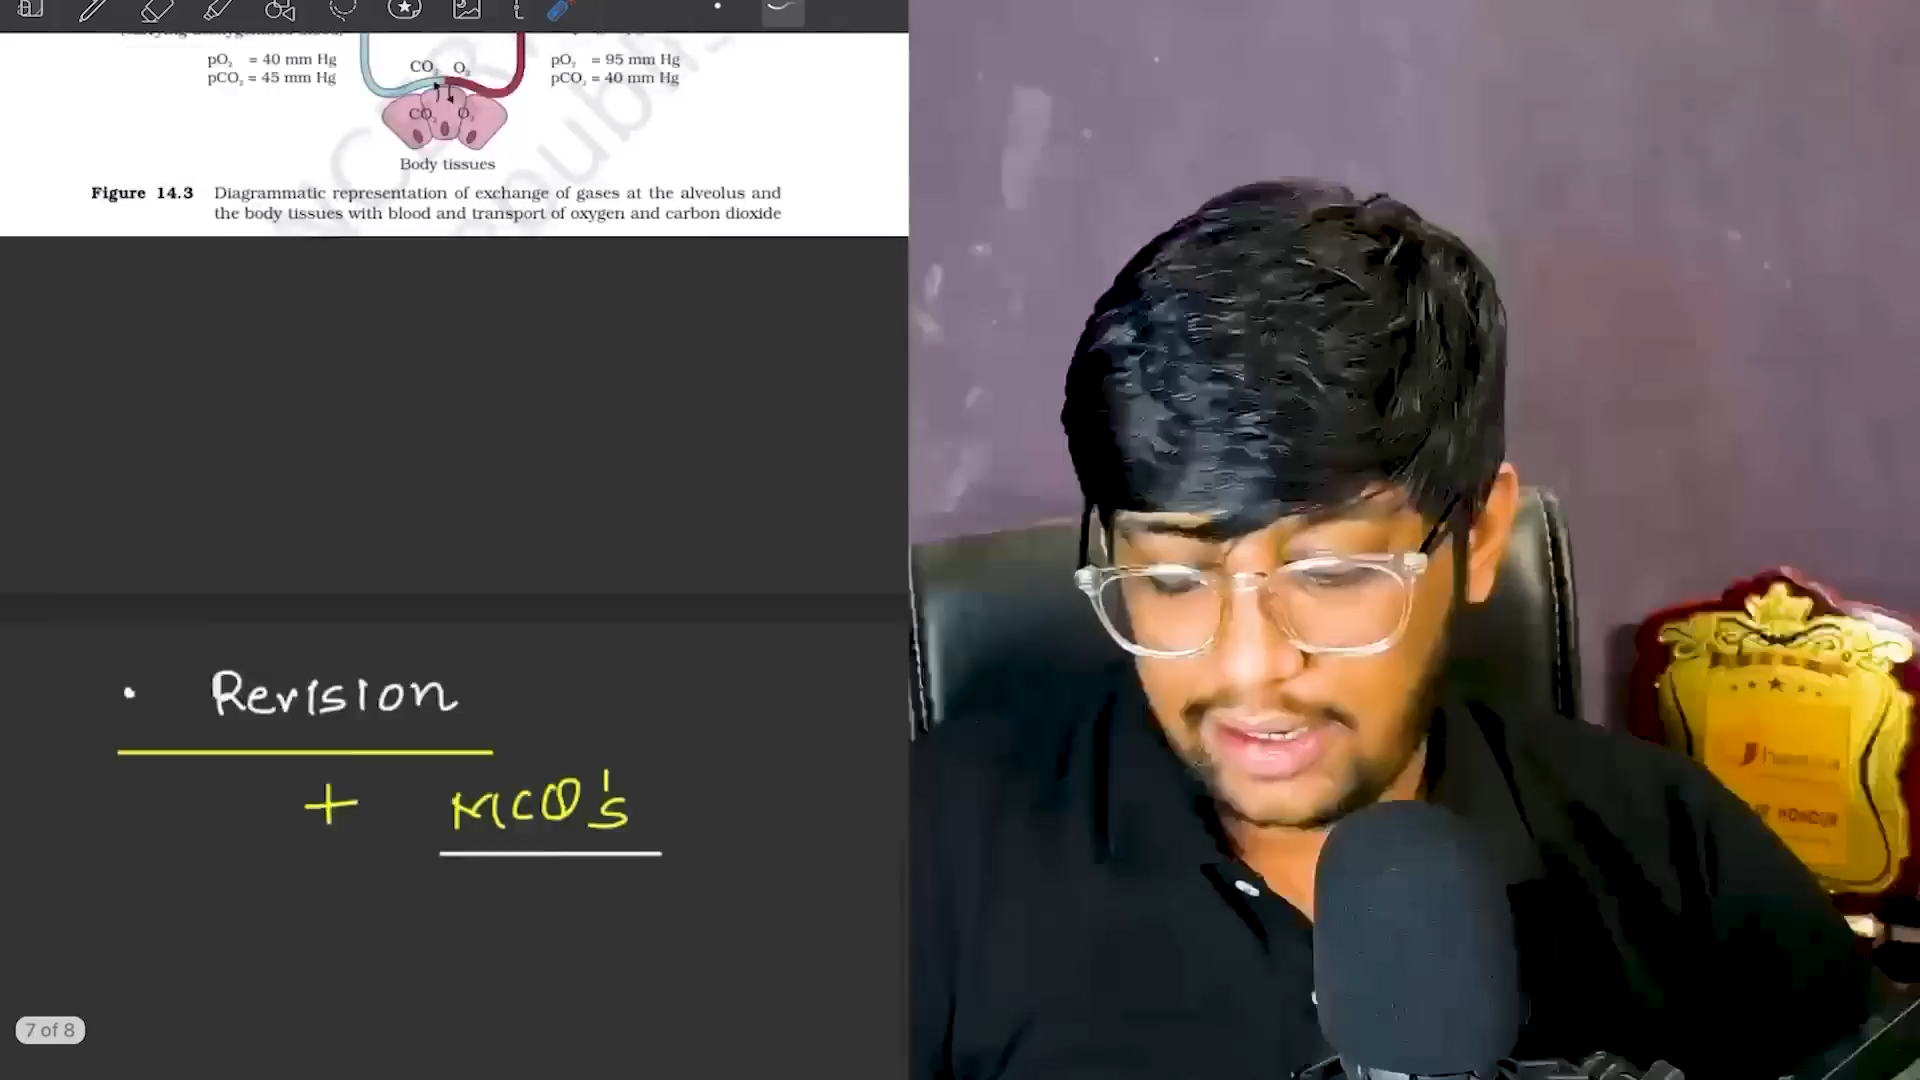 pO₂ = 40 mm Hg
pCO₂ = 45 mm Hg
CO₂ O₂
pO₂ = 95 mm Hg
pCO₂ = 40 mm Hg
CO₂ O₂
Body tissues
Figure 14.3 Diagrammatic representation of exchange of gases at the alveolus and
the body tissues with blood and transport of oxygen and carbon dioxide
• Revision
+ MCQ's
7 of 8